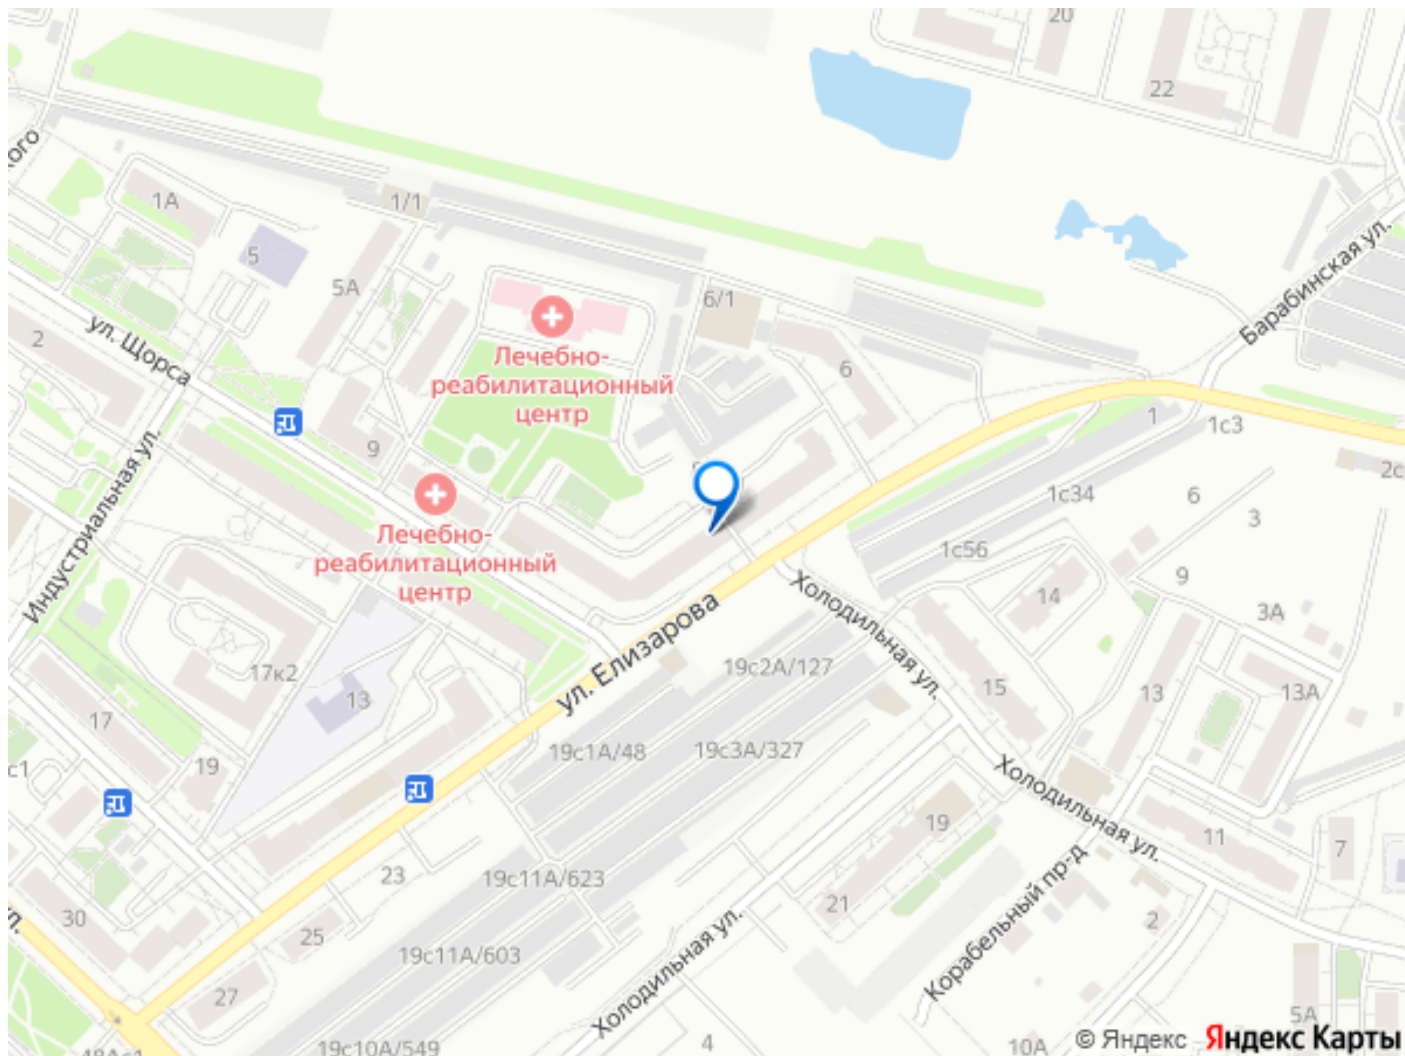 20
22
кого
1А
1/1
5
5А
6/1
Барабинская ул.
ул. Щорса
2
Лечебно-
реабилитационный
центр
6
1
1с3
9
2с
Индустриальная ул.
1с34
6
3
Лечебно-
реабилитационный
центр
1с56
9
Холодильная ул.
14
3А
ул. Елизарова
17к2
13
19с2А/127
15
13
13А
17
19
с1
19с1А/48
19с3А/327
Холодильная ул.
19
11
7
23
19с11А/623
21
Корабельный пр-д
30
ул.
25
19с11А/603
Холодильная ул.
2
27
5А
48Ас1
19с10А/549
4
10А
© Яндекс Яндекс Карты